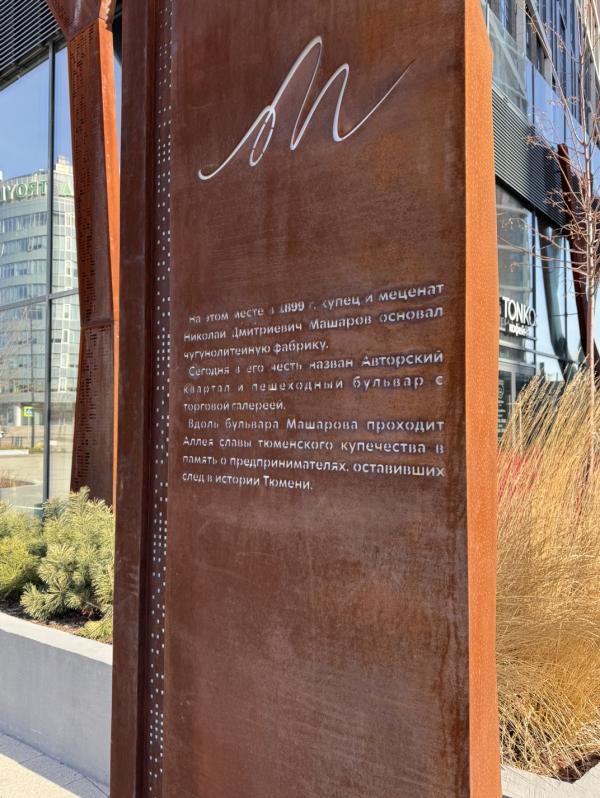 М
На этом месте в 1899 г. купец и меценат
Николай Дмитриевич Машаров основал
чугунолитейную фабрику.
Сегодня в его честь назван Авторский
квартал и пешеходный бульвар с
торговой галереей.
Вдоль бульвара Машарова проходит
Аллея славы тюменского купечества в
память о предпринимателях, оставивших
след в истории Тюмени.
TONKO